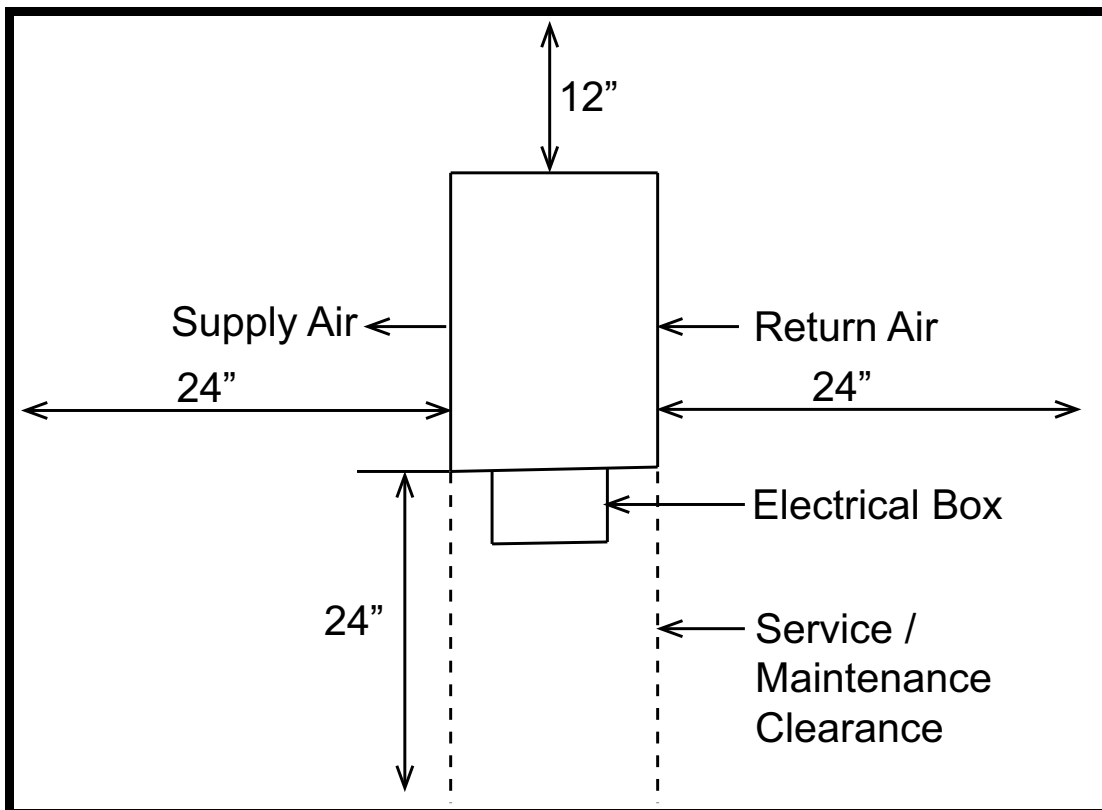 12”
Supply Air
Return Air
24”
24”
Electrical Box
24”
Service /
Maintenance
Clearance